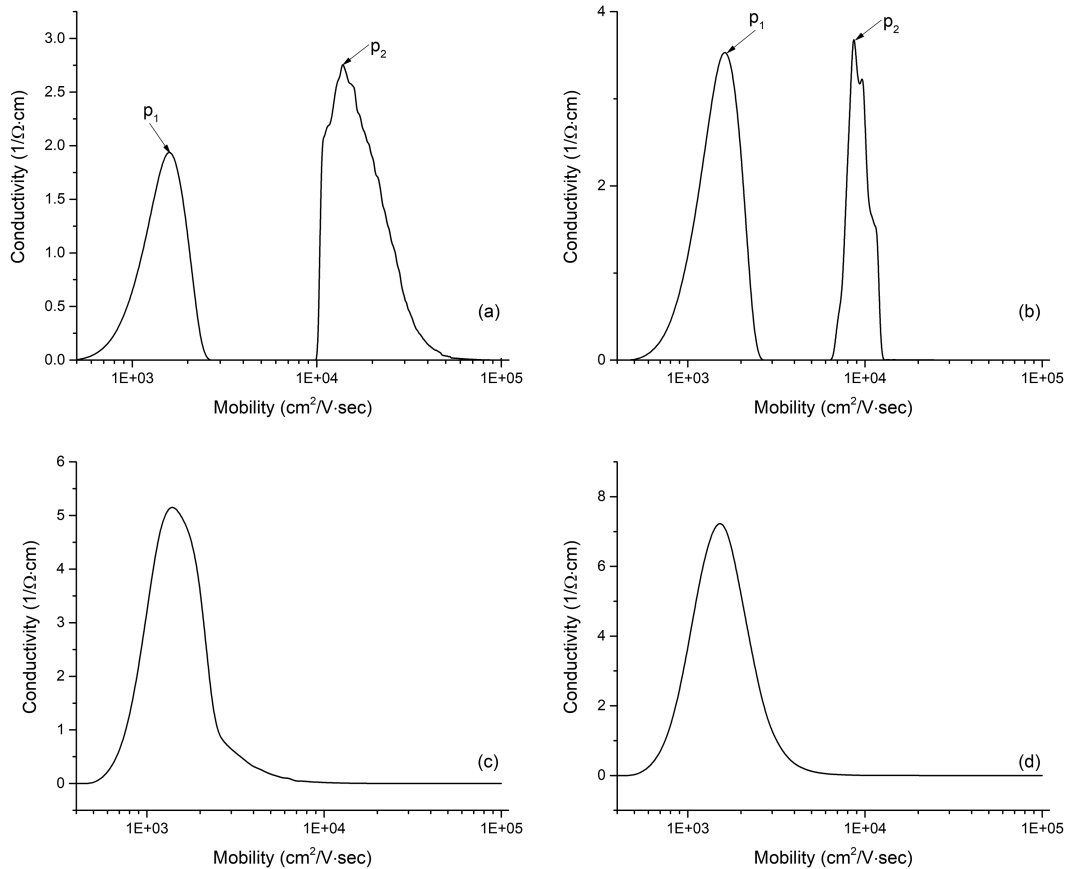 Conductivity (1/Ω·cm)
3.0
2.5
2.0
1.5
1.0
0.5
0.0
p₁
p₂
(a)
1E+03
1E+04
1E+05
Mobility (cm²/V·sec)
Conductivity (1/Ω·cm)
4
2
0
p₁
p₂
(b)
1E+03
1E+04
1E+05
Mobility (cm²/V·sec)
Conductivity (1/Ω·cm)
6
5
4
3
2
1
0
(c)
1E+03
1E+04
1E+05
Mobility (cm²/V·sec)
Conductivity (1/Ω·cm)
8
6
4
2
0
(d)
1E+03
1E+04
1E+05
Mobility (cm²/V·sec)